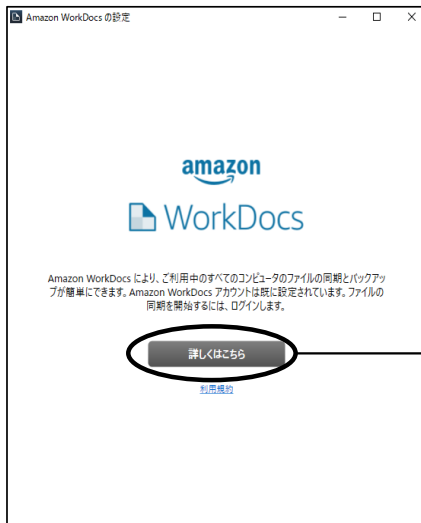 Amazon WorkDocs の設定
amazon
WorkDocs
Amazon WorkDocs により、ご利用中のすべてのコンピュータのファイルの同期とバックアッ
プが簡単にできます。Amazon WorkDocs アカウントは既に設定されています。ファイルの
同期を開始するには、ログインします。
詳しくはこちら
利用規約